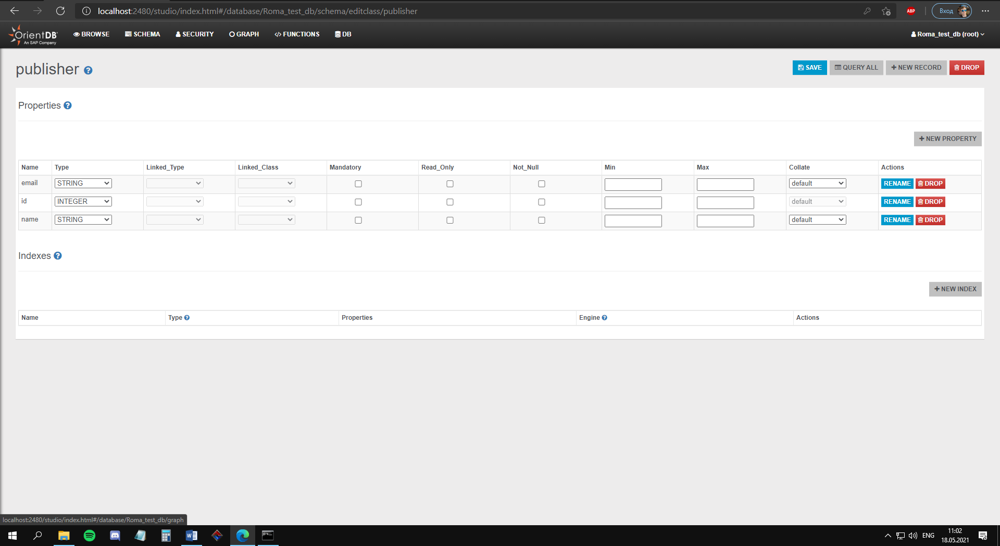 localhost:2480/studio/index.html#/database/Roma_test_db/schema/editclass/publisher
ABP
Вход
OrientDB
An SAP Company
BROWSE
SCHEMA
SECURITY
GRAPH
FUNCTIONS
DB
Roma_test_db (root)
publisher
SAVE
QUERY ALL
NEW RECORD
DROP
Properties
NEW PROPERTY
Name Type Linked_Type Linked_Class Mandatory Read_Only Not_Null Min Max Collate Actions
email STRING default RENAME DROP
id INTEGER default RENAME DROP
name STRING default RENAME DROP
Indexes
NEW INDEX
Name Type Properties Engine Actions
localhost:2480/studio/index.html#/database/Roma_test_db/graph
ENG
11:02
18.05.2021